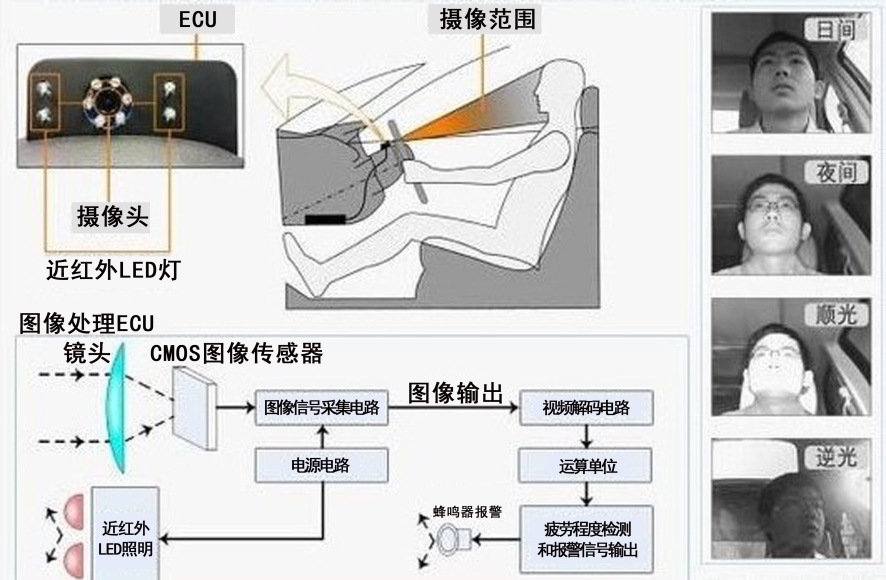 ECU
摄像范围
摄像头
近红外LED灯
日间
夜间
顺光
逆光
图像处理ECU
镜头
CMOS图像传感器
图像信号采集电路
图像输出
视频解码电路
电源电路
运算单位
近红外
LED照明
蜂鸣器报警
疲劳程度检测
和报警信号输出